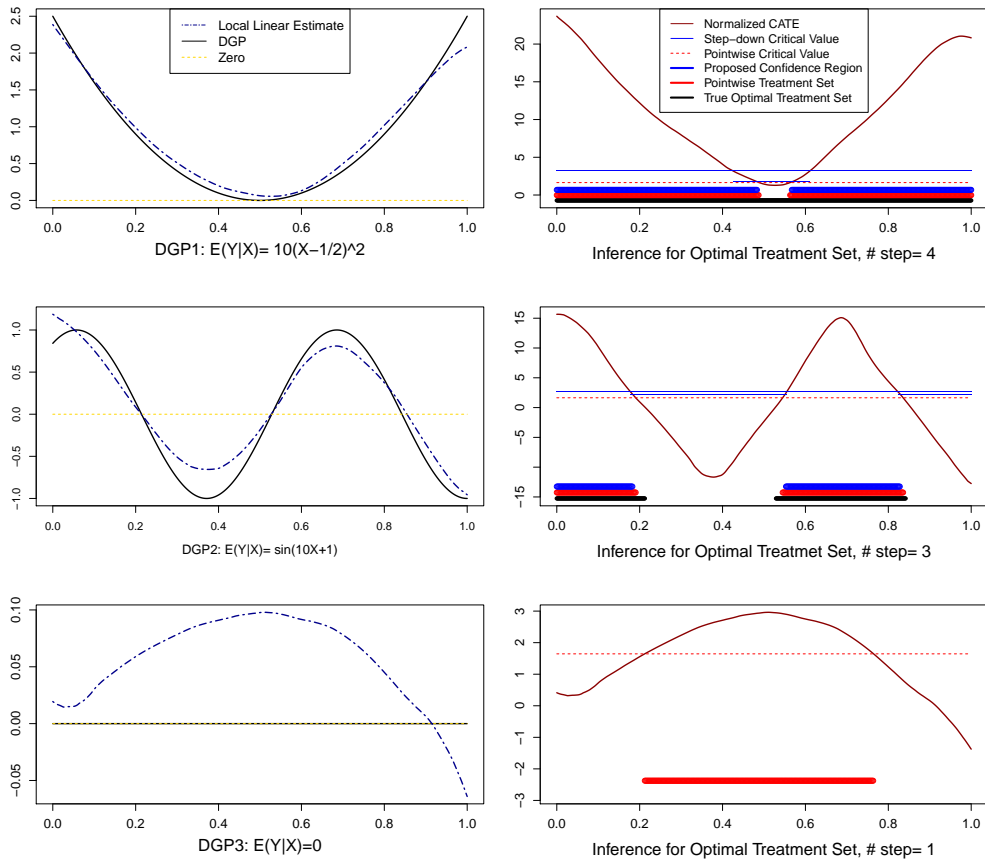 Local Linear Estimate
DGP
Zero
0.0 0.5 1.0 1.5 2.0 2.5
0.0 0.2 0.4 0.6 0.8 1.0
DGP1: E(Y|X)= 10(X−1/2)^2
Normalized CATE
Step−down Critical Value
Pointwise Critical Value
Proposed Confidence Region
Pointwise Treatment Set
True Optimal Treatment Set
0 5 10 15 20
0.0 0.2 0.4 0.6 0.8 1.0
Inference for Optimal Treatment Set, # step= 4
−1.0 −0.5 0.0 0.5 1.0
0.0 0.2 0.4 0.6 0.8 1.0
DGP2: E(Y|X)= sin(10X+1)
−15 −5 0 5 10 15
0.0 0.2 0.4 0.6 0.8 1.0
Inference for Optimal Treatmet Set, # step= 3
−0.05 0.00 0.05 0.10
0.0 0.2 0.4 0.6 0.8 1.0
DGP3: E(Y|X)=0
−3 −2 −1 0 1 2 3
0.0 0.2 0.4 0.6 0.8 1.0
Inference for Optimal Treatment Set, # step= 1